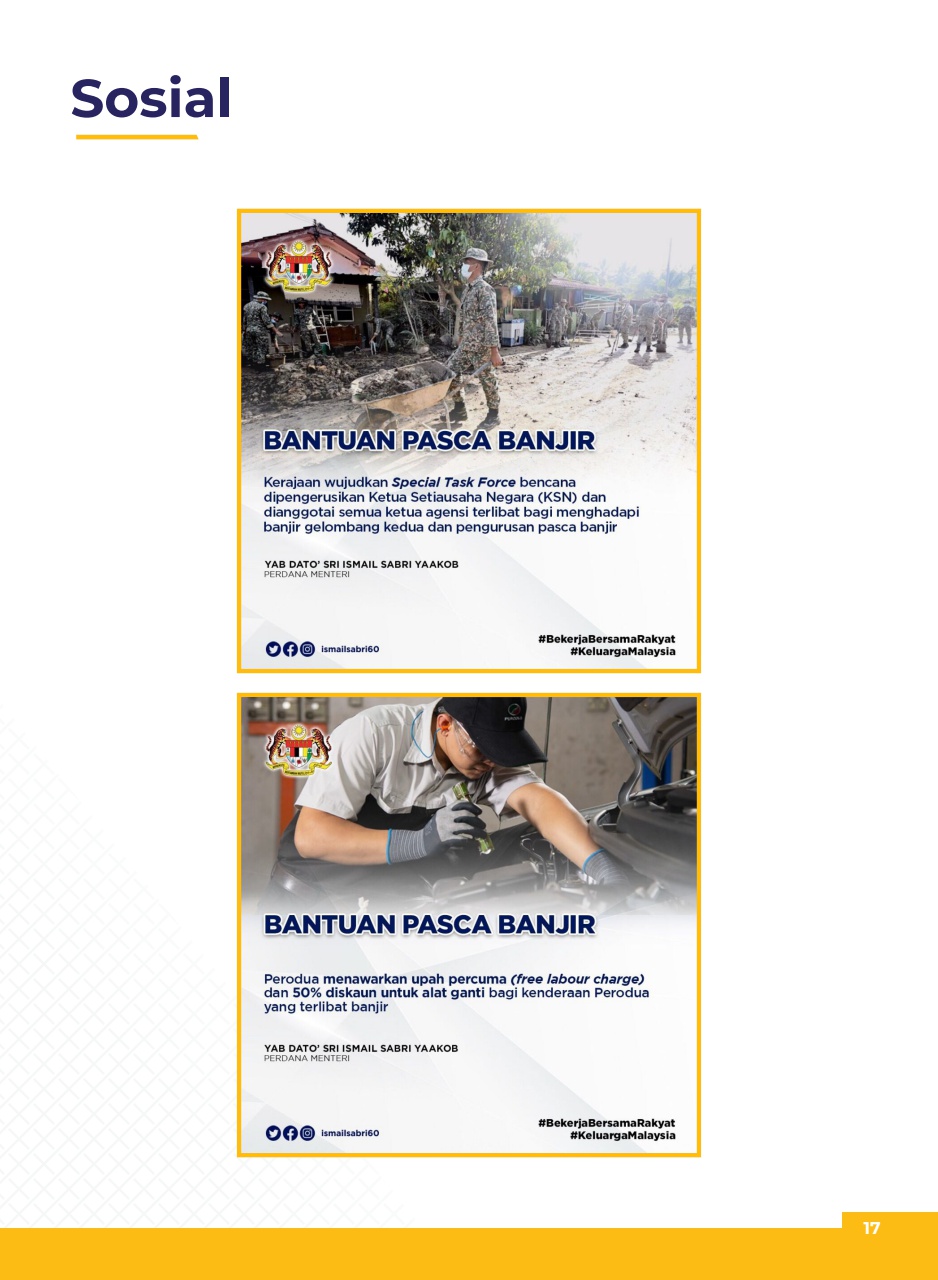 Sosial
BANTUAN PASCA BANJIR
Kerajaan wujudkan Special Task Force bencana
dipengerusikan Ketua Setiausaha Negara (KSN) dan
dianggotai semua ketua agensi terlibat bagi menghadapi
banjir gelombang kedua dan pengurusan pasca banjir
YAB DATO' SRI ISMAIL SABRI YAAKOB
PERDANA MENTERI
ismailsabri60
#BekerjaBersamaRakyat
#KeluargaMalaysia
BANTUAN PASCA BANJIR
Perodua menawarkan upah percuma (free labour charge)
dan 50% diskaun untuk alat ganti bagi kenderaan Perodua
yang terlibat banjir
YAB DATO' SRI ISMAIL SABRI YAAKOB
PERDANA MENTERI
ismailsabri60
#BekerjaBersamaRakyat
#KeluargaMalaysia
17